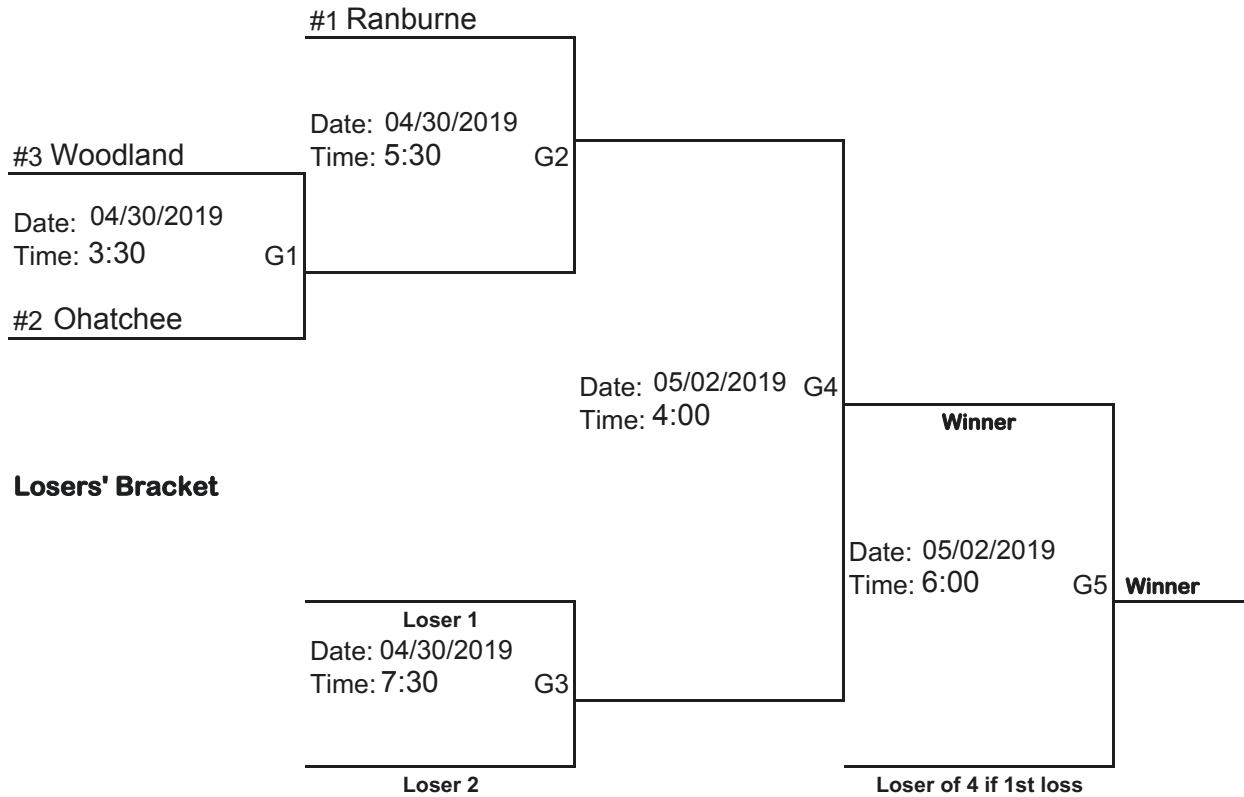 #1 Ranburne
Date: 04/30/2019
Time: 5:30 G2
#3 Woodland
Date: 04/30/2019
Time: 3:30 G1
#2 Ohatchee
Date: 05/02/2019 G4
Time: 4:00
Winner
Losers' Bracket
Date: 05/02/2019
Time: 6:00 G5 Winner
Loser 1
Date: 04/30/2019
Time: 7:30 G3
Loser 2
Loser of 4 if 1st loss